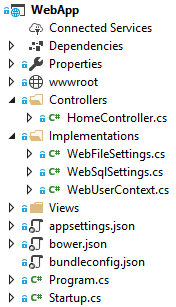 WebApp
Connected Services
Dependencies
Properties
wwwroot
Controllers
C# HomeController.cs
Implementations
C# WebFileSettings.cs
C# WebSqlSettings.cs
C# WebUserContext.cs
Views
appsettings.json
bower.json
bundleconfig.json
C# Program.cs
C# Startup.cs